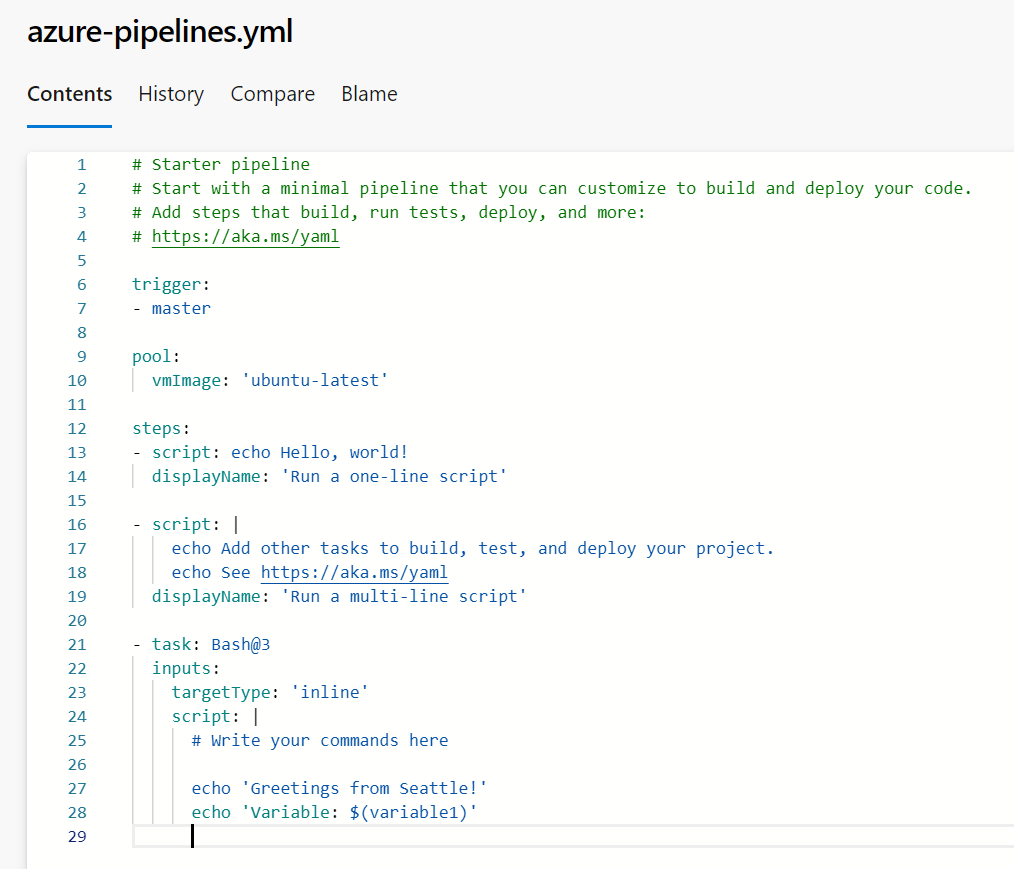 azure-pipelines.yml
Contents History Compare Blame
1 # Starter pipeline
2 # Start with a minimal pipeline that you can customize to build and deploy your code.
3 # Add steps that build, run tests, deploy, and more:
4 # https://aka.ms/yaml
5
6 trigger:
7 - master
8
9 pool:
10   vmImage: 'ubuntu-latest'
11
12 steps:
13 - script: echo Hello, world!
14   displayName: 'Run a one-line script'
15
16 - script: |
17     echo Add other tasks to build, test, and deploy your project.
18     echo See https://aka.ms/yaml
19   displayName: 'Run a multi-line script'
20
21 - task: Bash@3
22   inputs:
23     targetType: 'inline'
24     script: |
25       # Write your commands here
26
27       echo 'Greetings from Seattle!'
28       echo 'Variable: $(variable1)'
29